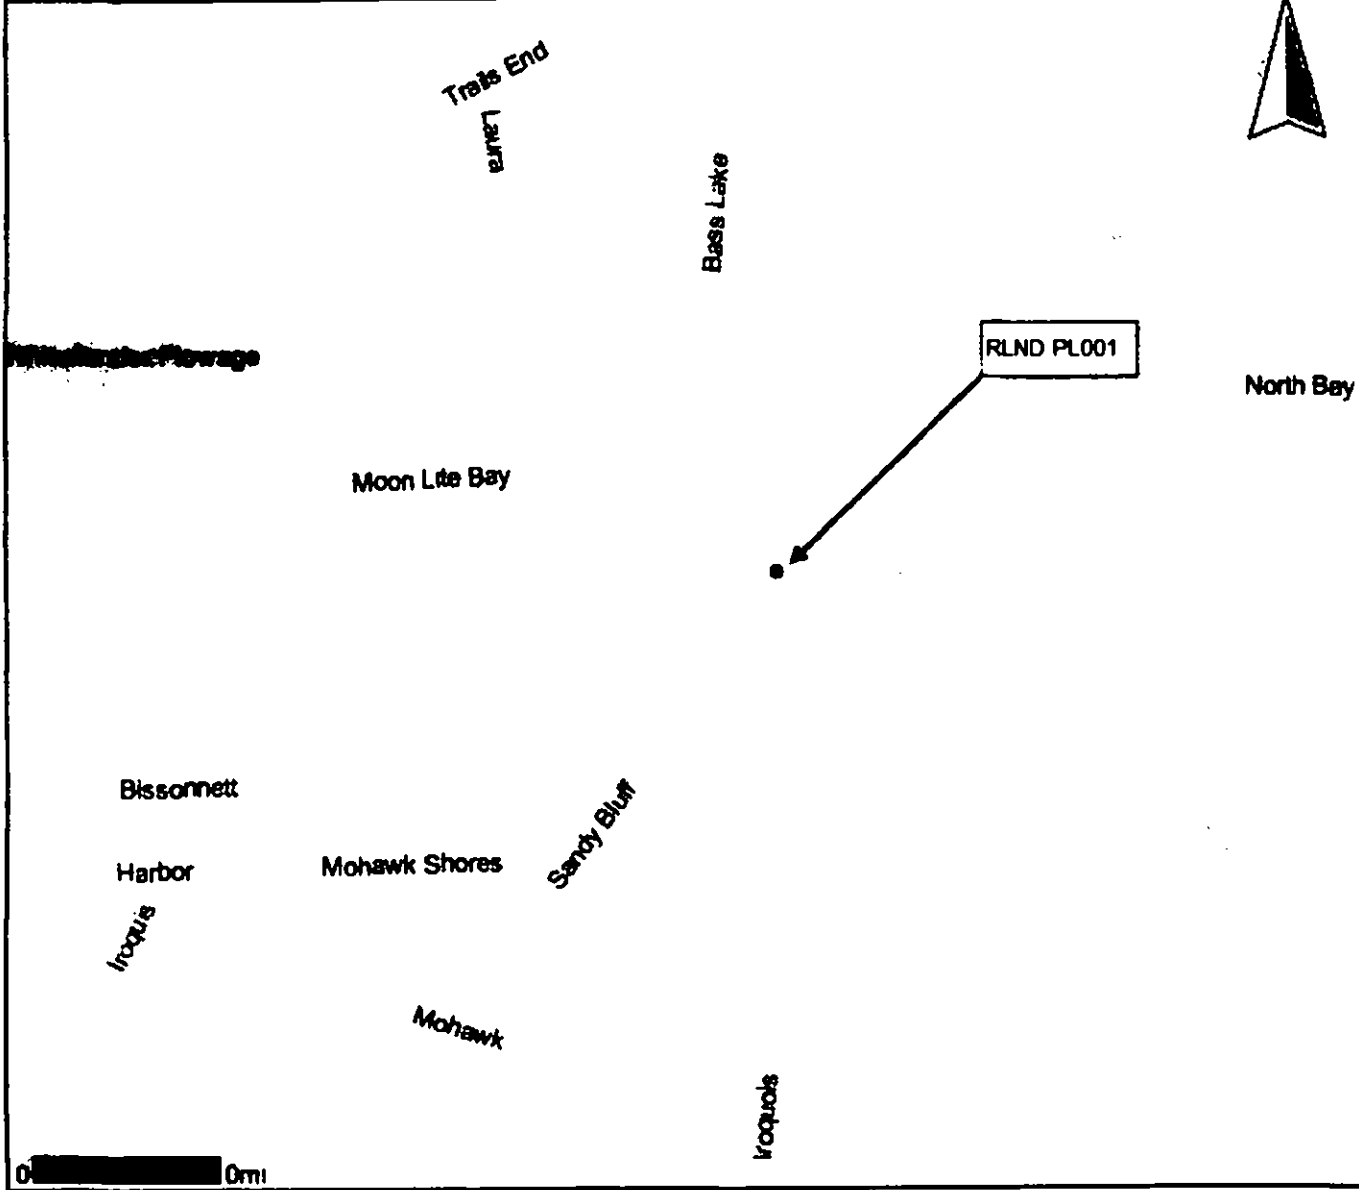 Trails End
Laura
Bass Lake
RLND PL001
Flowage
North Bay
Moon Lite Bay
Bissonnett
Sandy Bluff
Harbor
Mohawk Shores
Iroquis
Mohawk
Iroquois
0
0mi